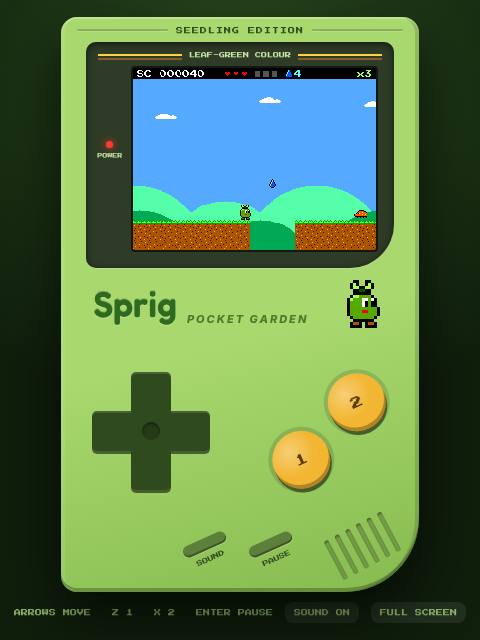 SEEDLING EDITION
LEAF-GREEN COLOUR
SC 000040 4 x3
POWER
Sprig POCKET GARDEN
2
1
SOUND PAUSE
ARROWS MOVE Z 1 X 2 ENTER PAUSE SOUND ON FULL SCREEN